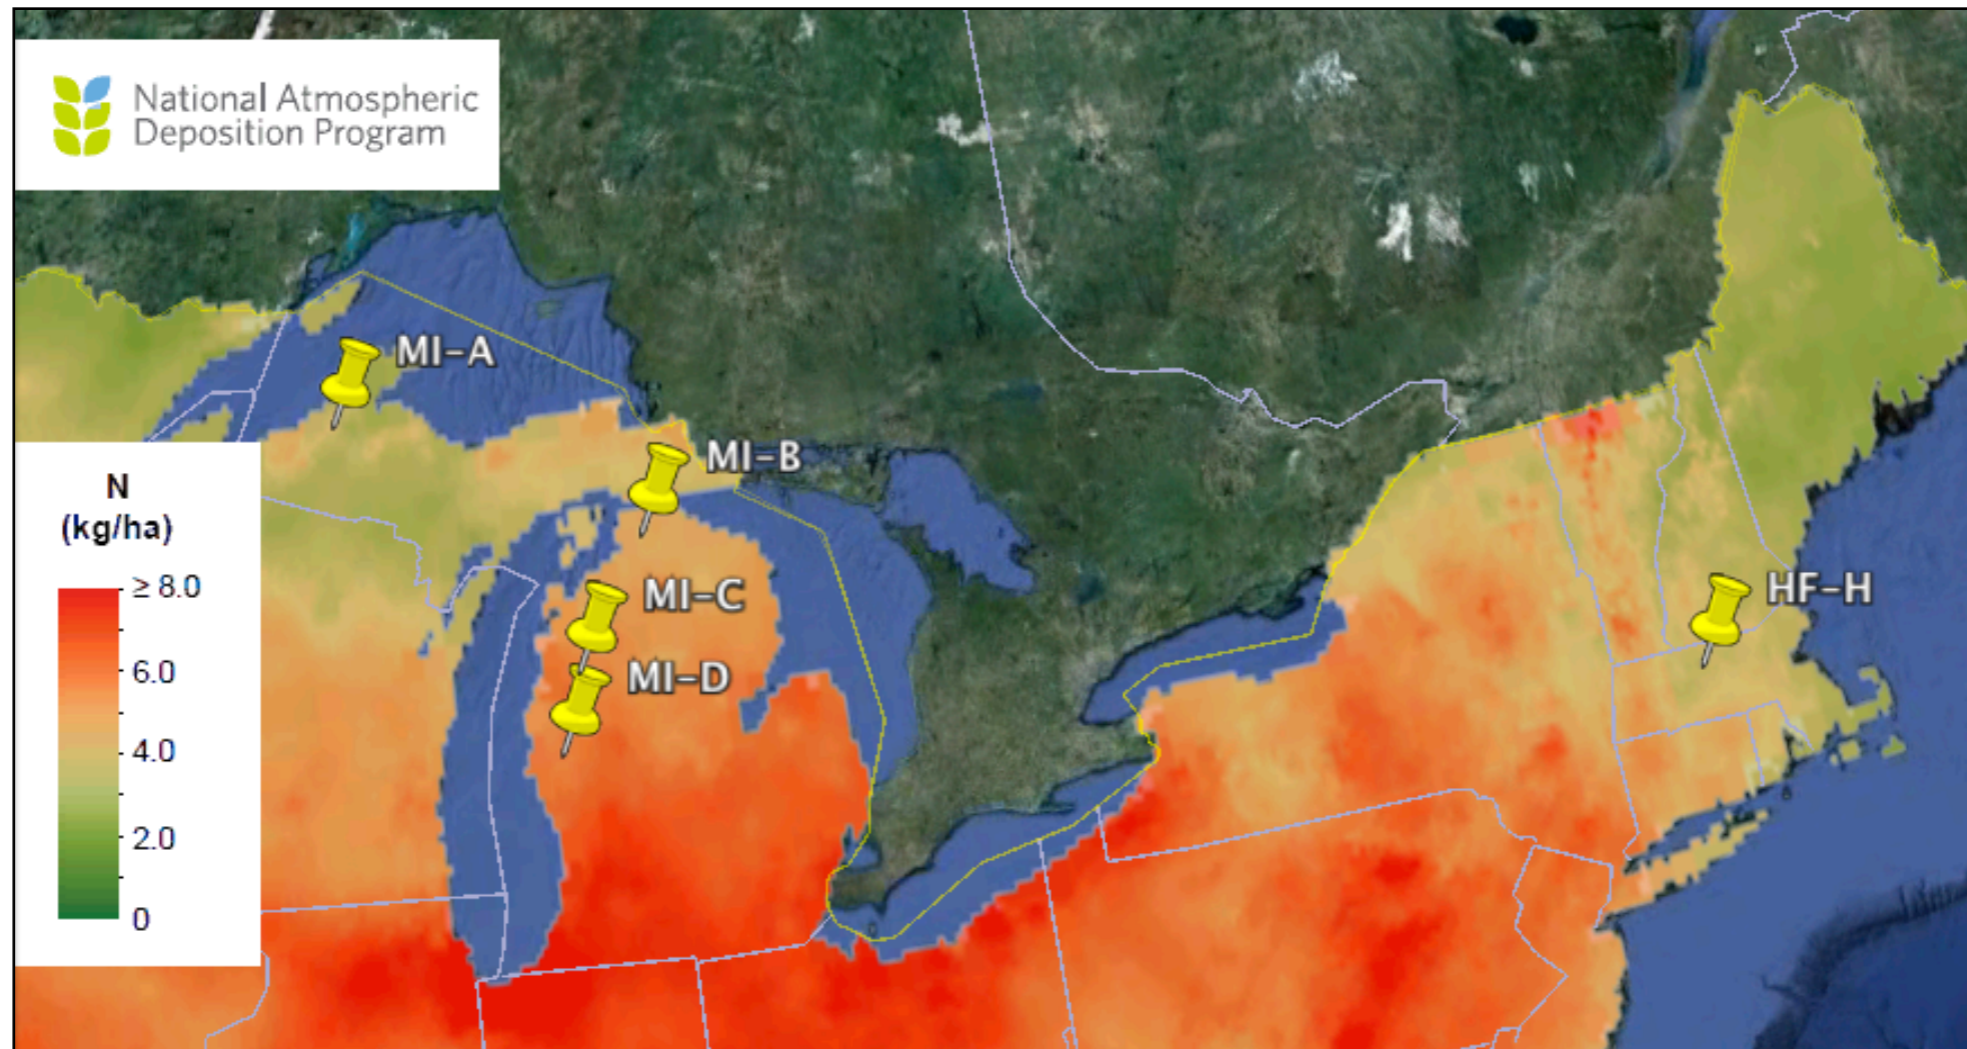 National Atmospheric
Deposition Program
MI-A
MI-B
N
(kg/ha)
≥ 8.0
6.0
4.0
2.0
0
MI-C
MI-D
HF-H